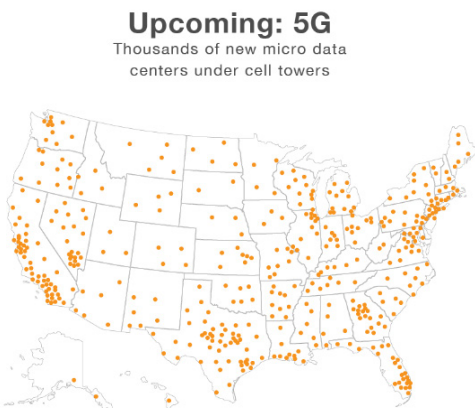 Upcoming: 5G
Thousands of new micro data
centers under cell towers